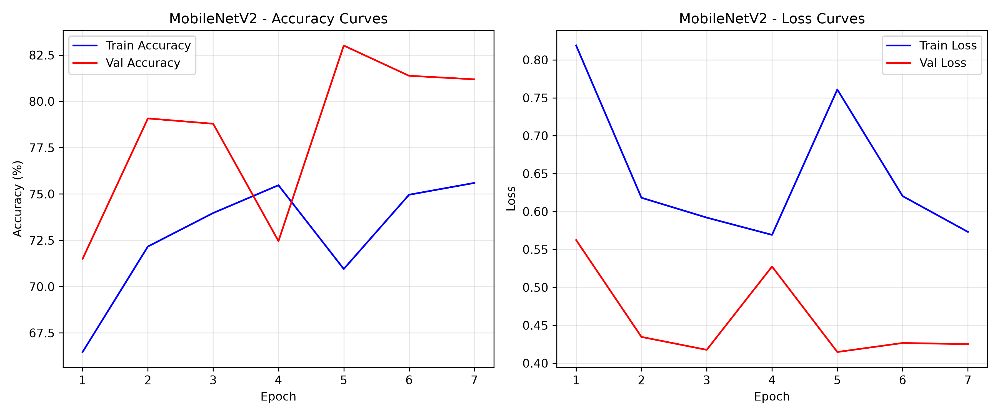 MobileNetV2 - Accuracy Curves
Train Accuracy
Val Accuracy
82.5
80.0
77.5
75.0
72.5
70.0
67.5
Accuracy (%)
1 2 3 4 5 6 7
Epoch
MobileNetV2 - Loss Curves
Train Loss
Val Loss
0.80
0.75
0.70
0.65
0.60
0.55
0.50
0.45
0.40
Loss
1 2 3 4 5 6 7
Epoch